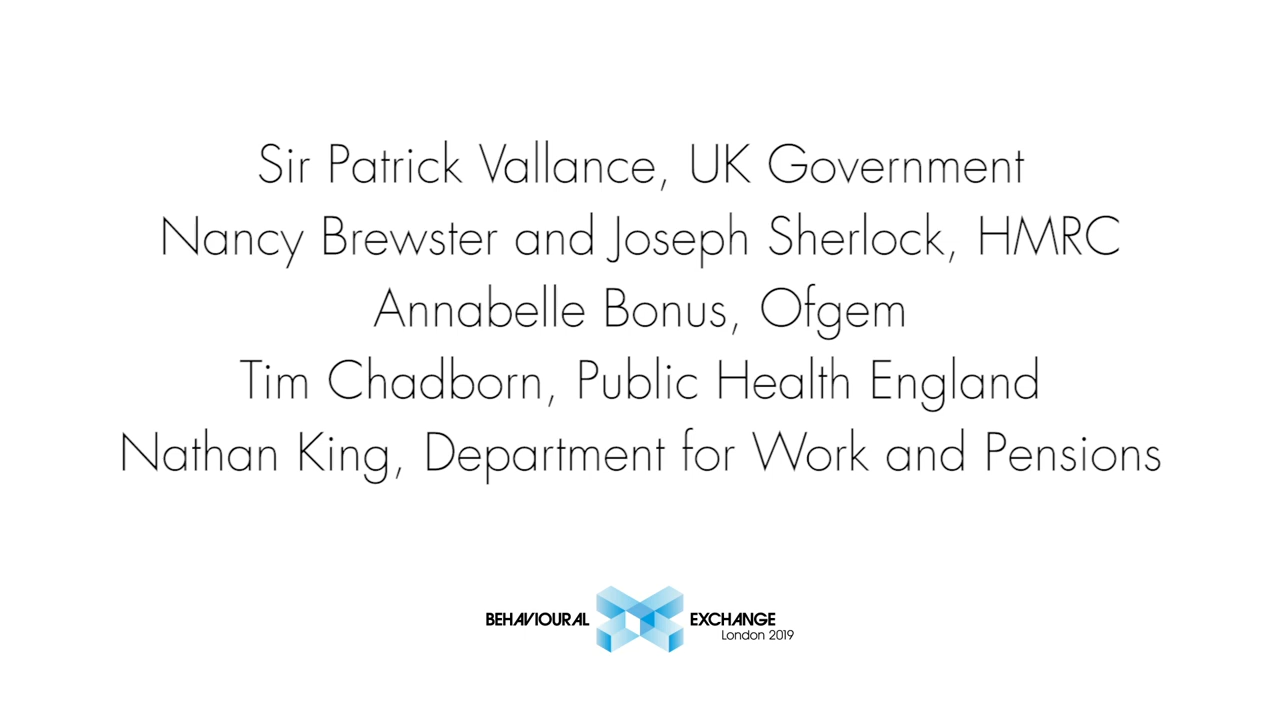 Sir Patrick Vallance, UK Government
Nancy Brewster and Joseph Sherlock, HMRC
Annabelle Bonus, Ofgem
Tim Chadborn, Public Health England
Nathan King, Department for Work and Pensions
BEHAVIOURAL EXCHANGE
London 2019